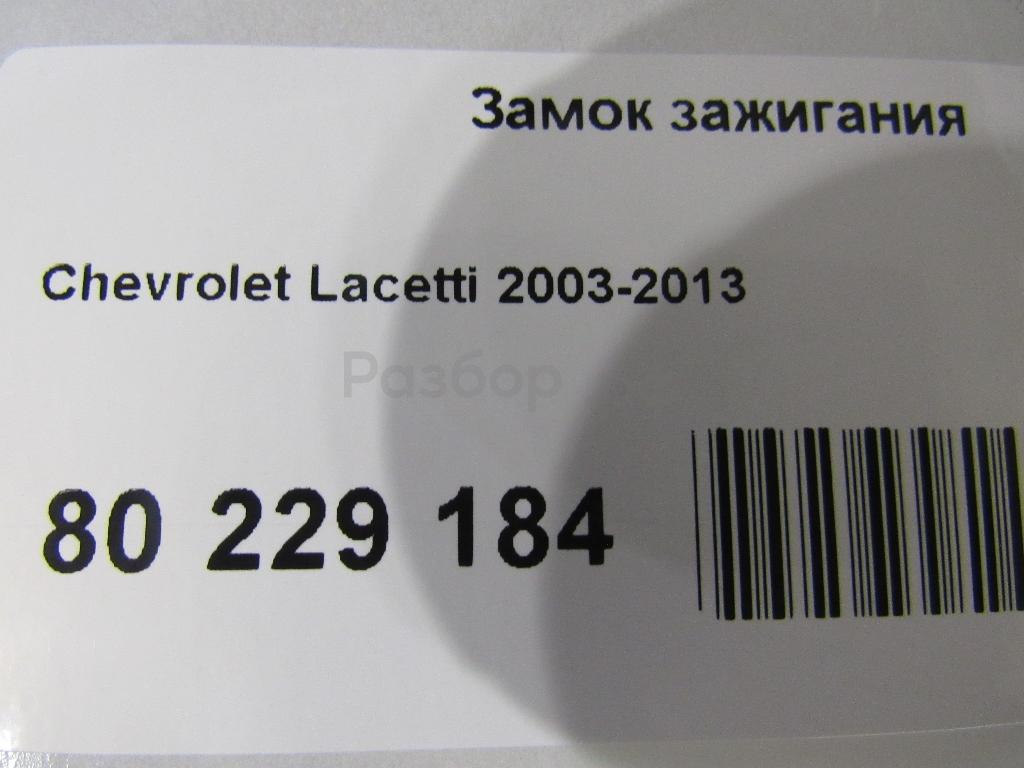 Замок зажигания
Chevrolet Lacetti 2003-2013
Разбор
80 229 184